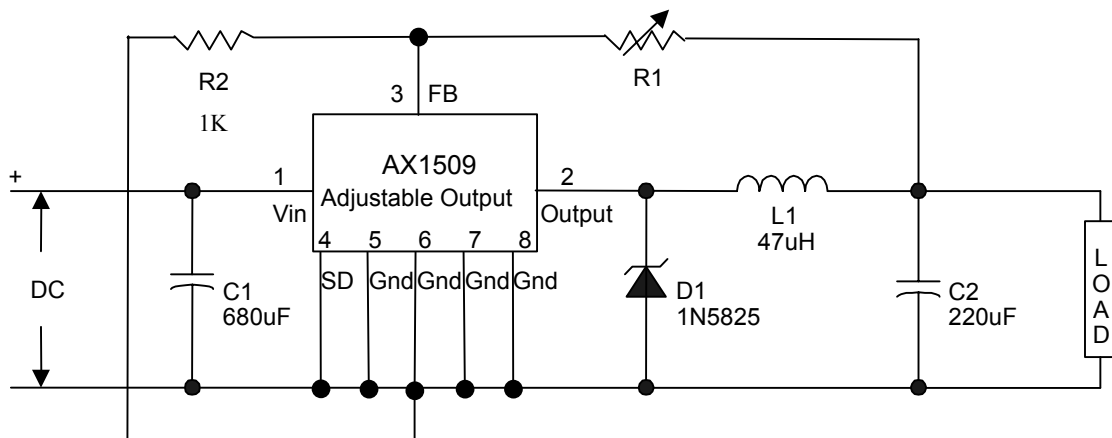 R2
1K
R1
3 FB
AX1509
Adjustable Output
+
1
Vin
2
Output
4 5 6 7 8
SD Gnd Gnd Gnd Gnd
DC
C1
680uF
L1
47uH
D1
1N5825
C2
220uF
LOAD